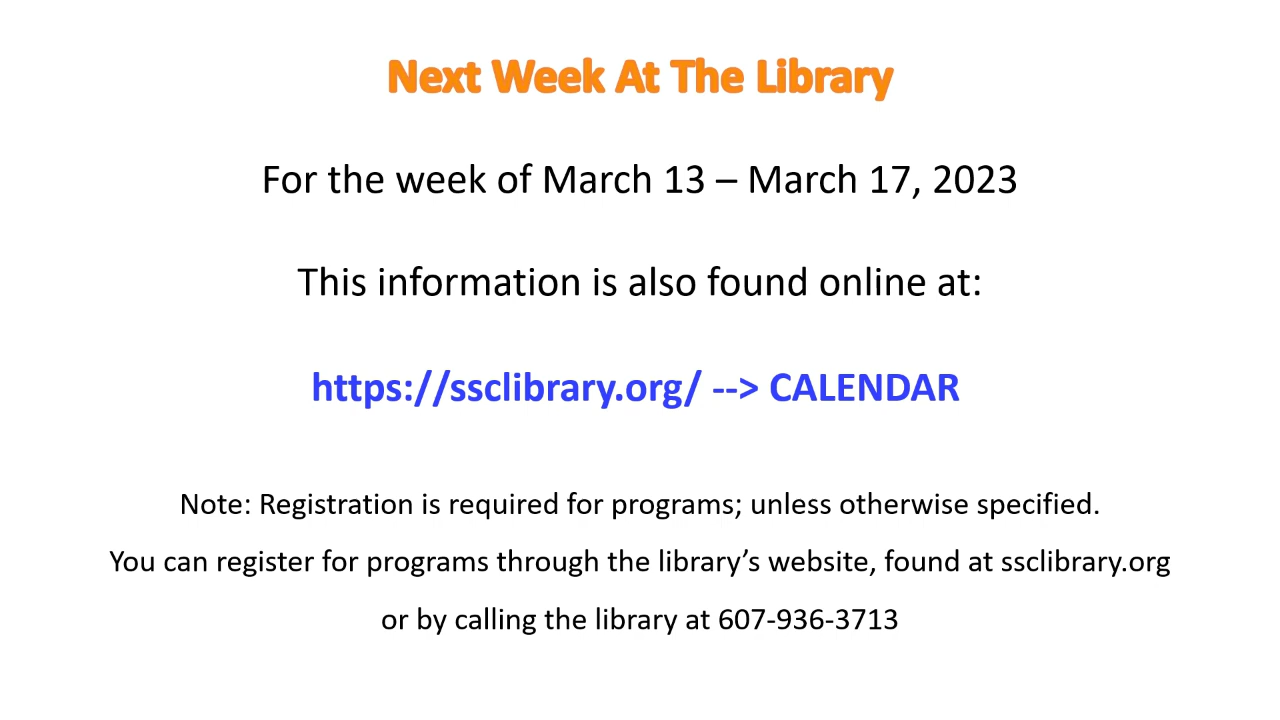 Next Week At The Library
For the week of March 13 – March 17, 2023
This information is also found online at:
https://ssclibrary.org/ --> CALENDAR
Note: Registration is required for programs; unless otherwise specified.
You can register for programs through the library’s website, found at ssclibrary.org
or by calling the library at 607-936-3713